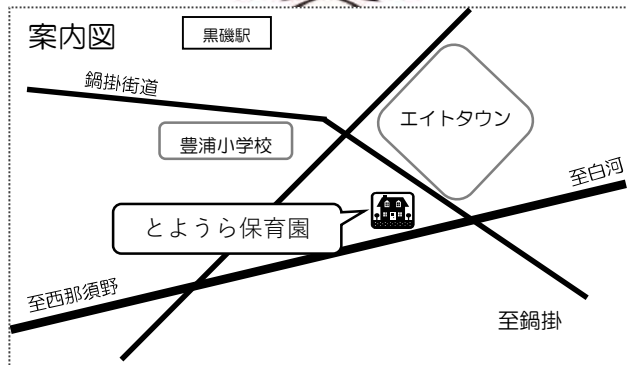 案内図
黒磯駅
鍋掛街道
エイトタウン
豊浦小学校
至白河
とようら保育園
至西那須野
至鍋掛